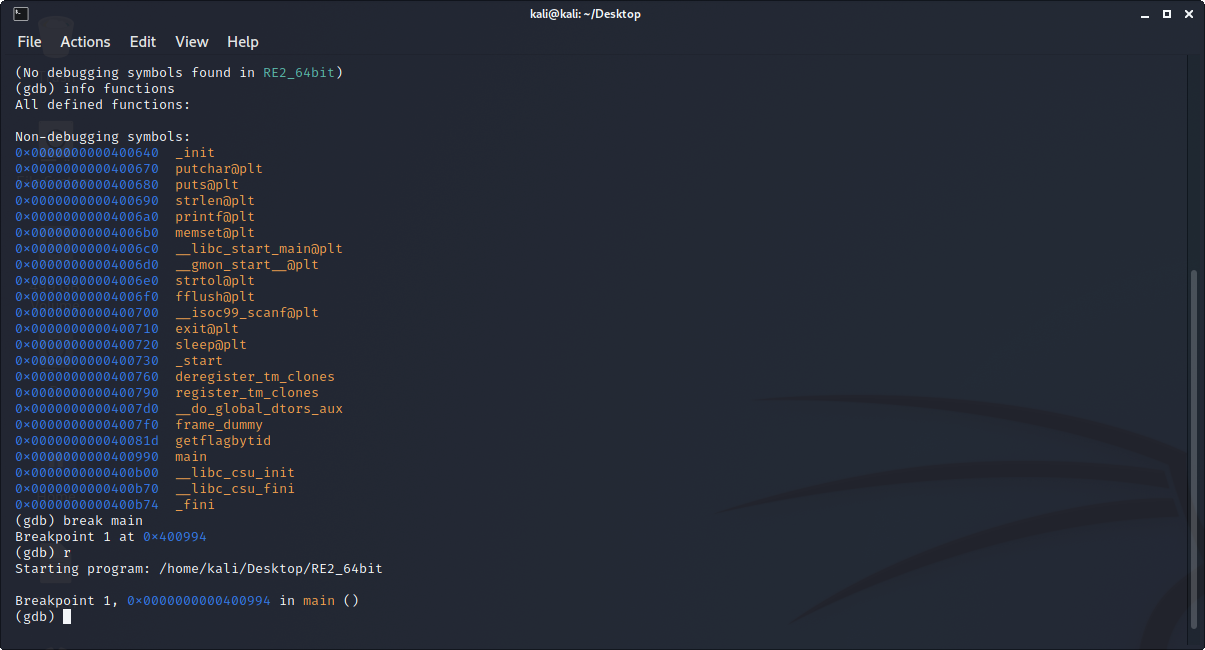 kali@kali: ~/Desktop
File Actions Edit View Help
(No debugging symbols found in RE2_64bit)
(gdb) info functions
All defined functions:
Non-debugging symbols:
0×0000000000400640 _init
0×0000000000400670 putchar@plt
0×0000000000400680 puts@plt
0×0000000000400690 strlen@plt
0×00000000004006a0 printf@plt
0×00000000004006b0 memset@plt
0×00000000004006c0 __libc_start_main@plt
0×00000000004006d0 __gmon_start__@plt
0×00000000004006e0 strtol@plt
0×00000000004006f0 fflush@plt
0×0000000000400700 __isoc99_scanf@plt
0×0000000000400710 exit@plt
0×0000000000400720 sleep@plt
0×0000000000400730 _start
0×0000000000400760 deregister_tm_clones
0×0000000000400790 register_tm_clones
0×00000000004007d0 __do_global_dtors_aux
0×00000000004007f0 frame_dummy
0×000000000040081d getflagbytid
0×0000000000400990 main
0×0000000000400b00 __libc_csu_init
0×0000000000400b70 __libc_csu_fini
0×0000000000400b74 _fini
(gdb) break main
Breakpoint 1 at 0×400994
(gdb) r
Starting program: /home/kali/Desktop/RE2_64bit
Breakpoint 1, 0×0000000000400994 in main ()
(gdb)